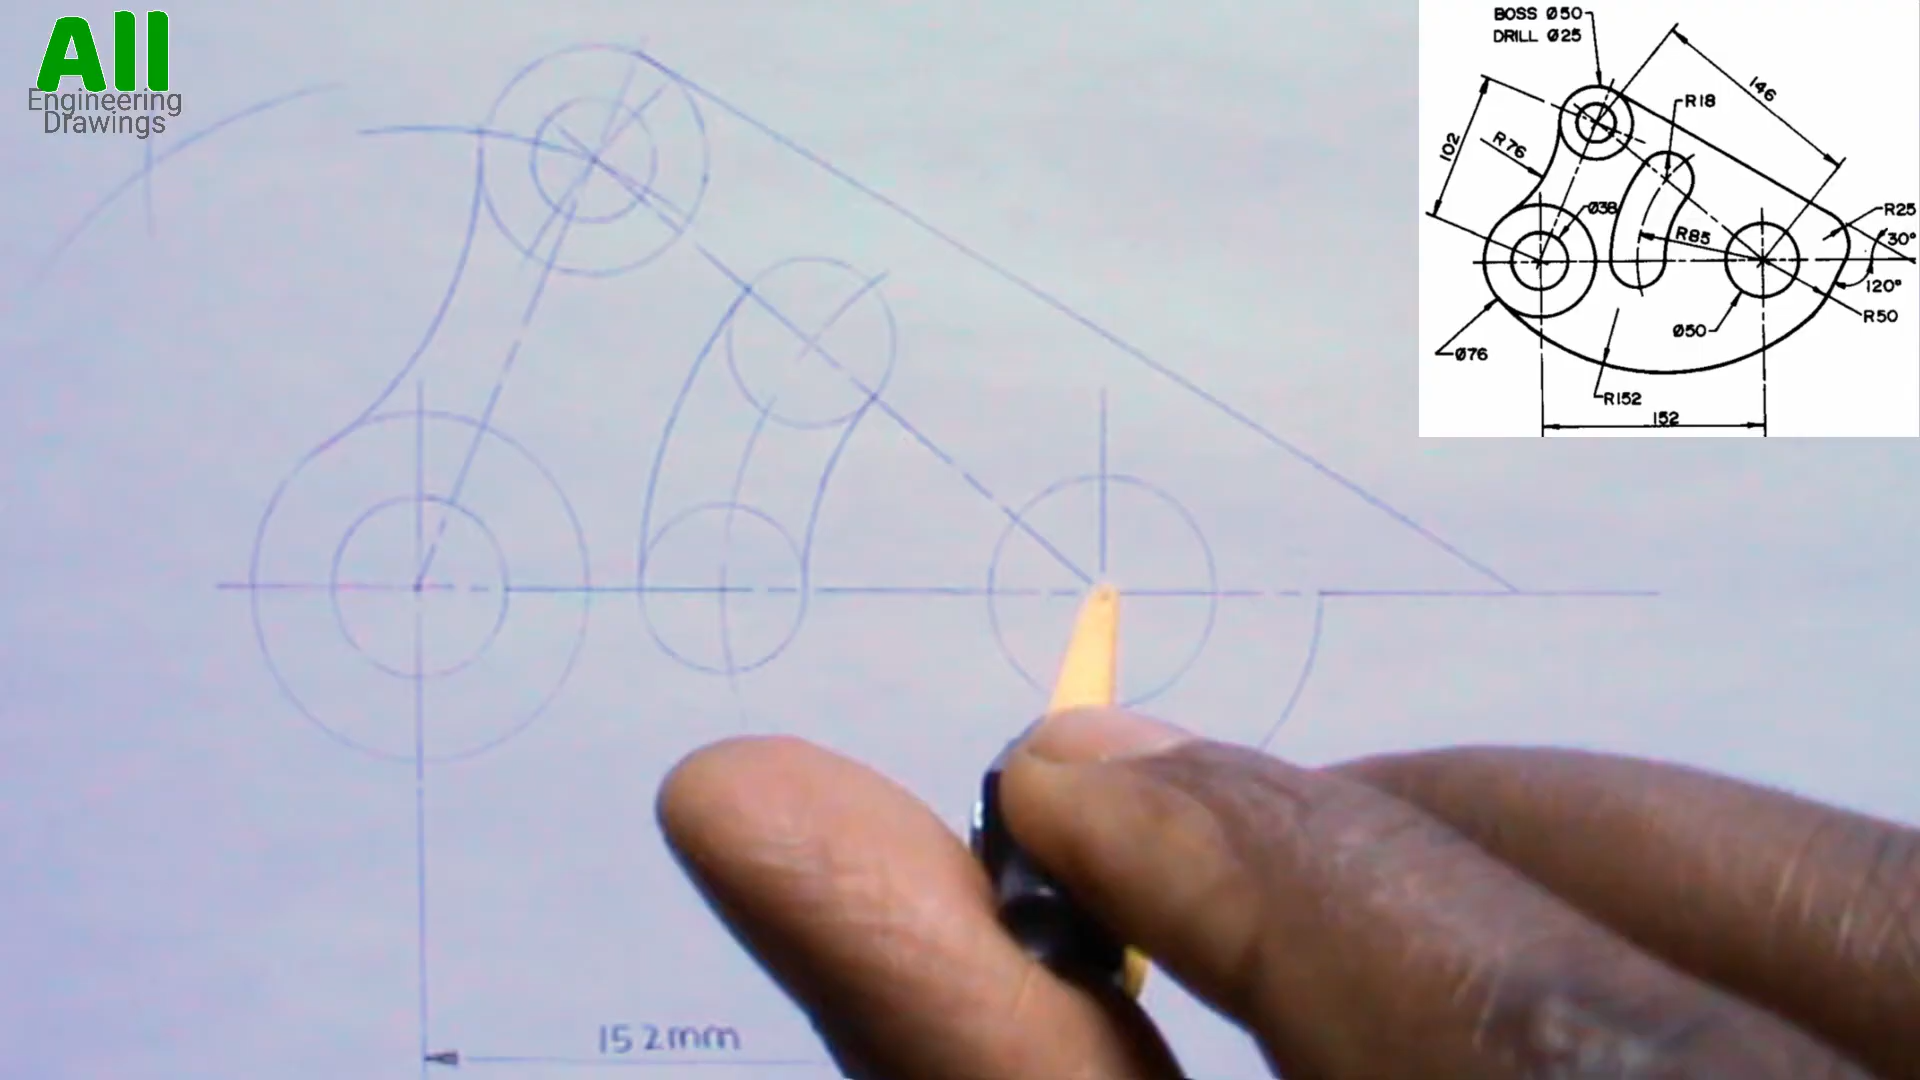 All
Engineering
Drawings
BOSS Ø50
DRILL Ø25
146
R18
102
R76
Ø38
R85
R25
30°
120°
R50
Ø50
Ø76
R152
152
152mm